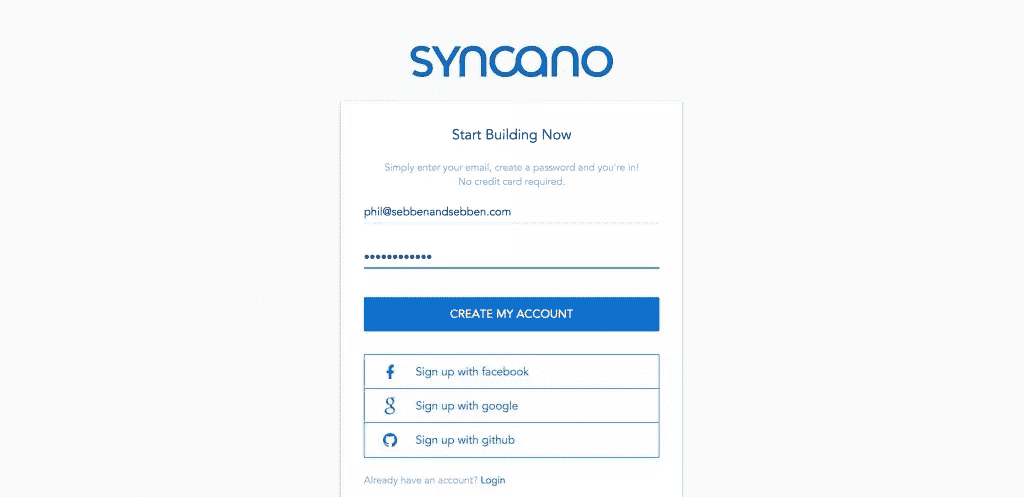 syncano
Start Building Now
Simply enter your email, create a password and you're in!
No credit card required.
phil@sebbenandsebben.com
••••••••••••
CREATE MY ACCOUNT
Sign up with facebook
Sign up with google
Sign up with github
Already have an account? Login